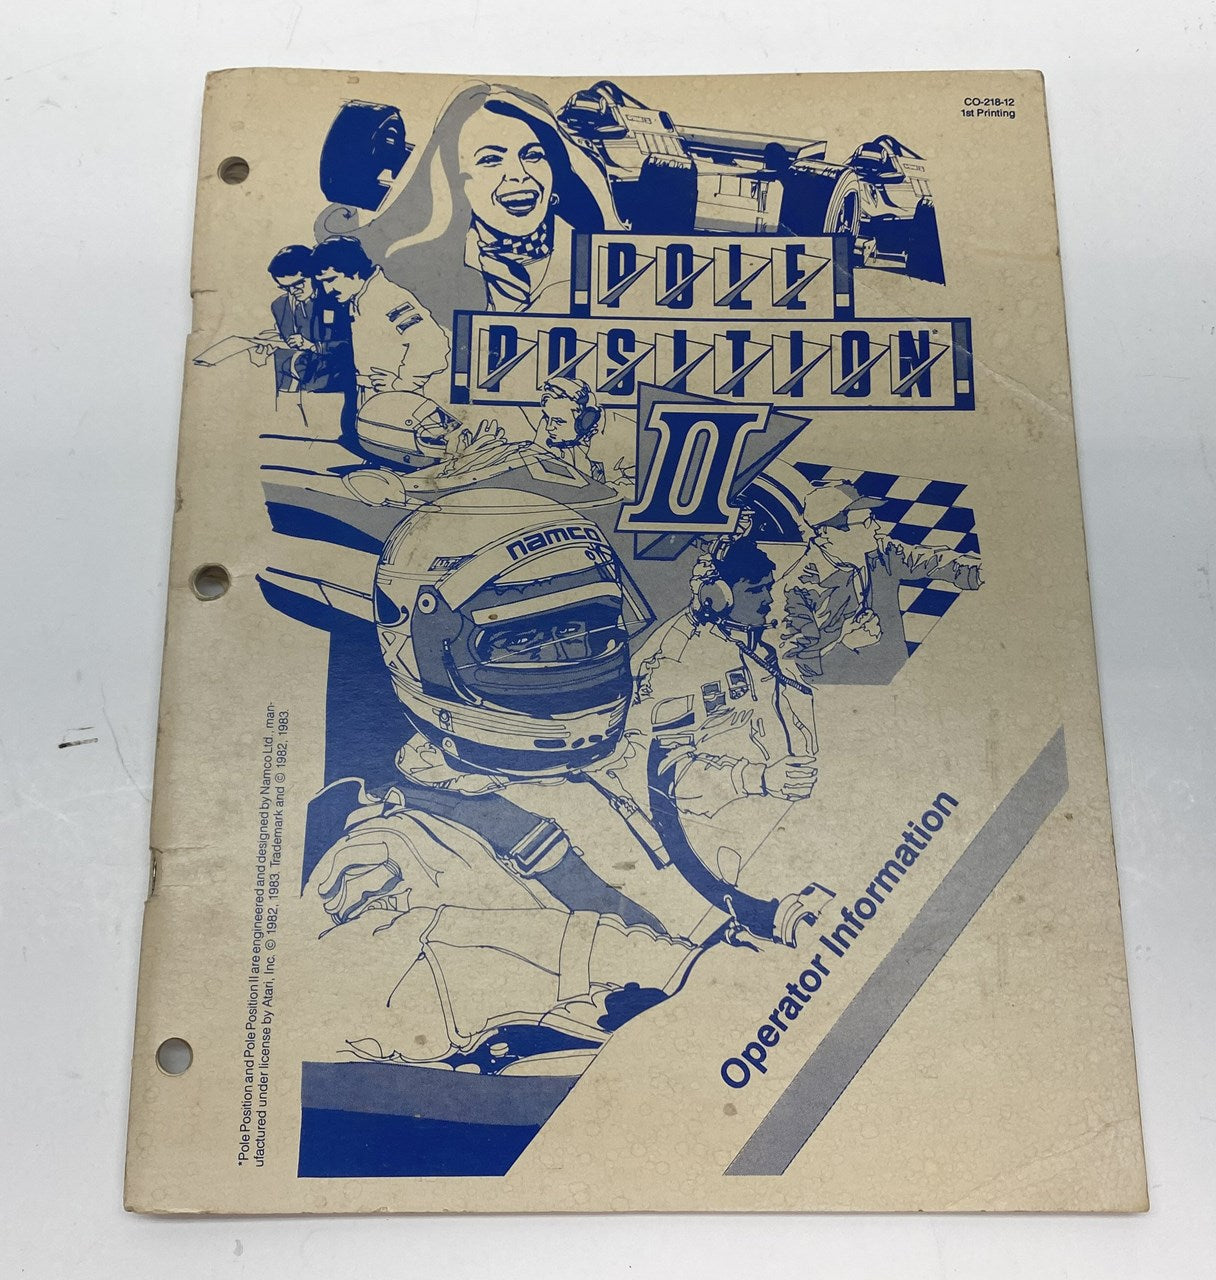 CO-218-12
1st Printing
POLE
POSITION*
II
namco
Operator Information
*Pole Position and Pole Position II are engineered and designed by Namco Ltd., man-
ufactured under license by Atari, Inc. © 1982, 1983. Trademark and © 1982, 1983.